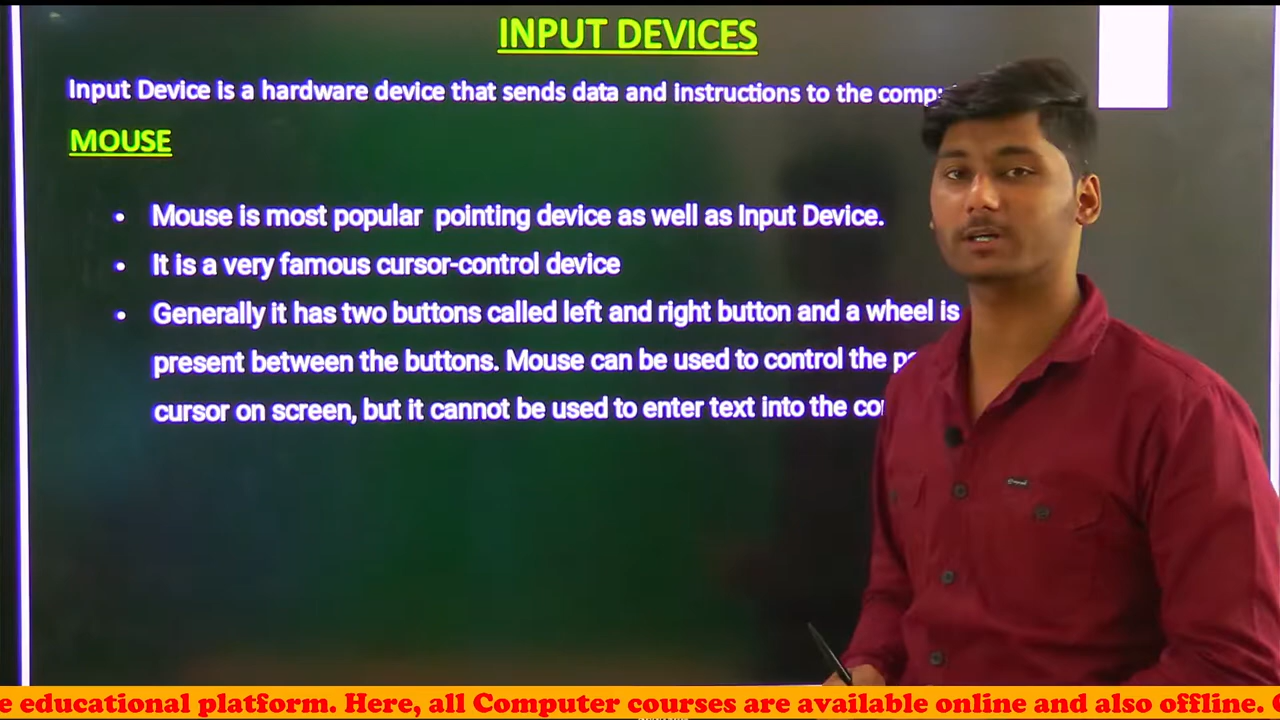 INPUT DEVICES
Input Device is a hardware device that sends data and instructions to the
MOUSE
• Mouse is most popular pointing device as well as Input Device.
• It is a very famous cursor-control device
• Generally it has two buttons called left and right button and a wheel is
present between the buttons. Mouse can be used to control the
cursor on screen, but it cannot be used to enter text into the
educational platform. Here, all Computer courses are available online and also offline.